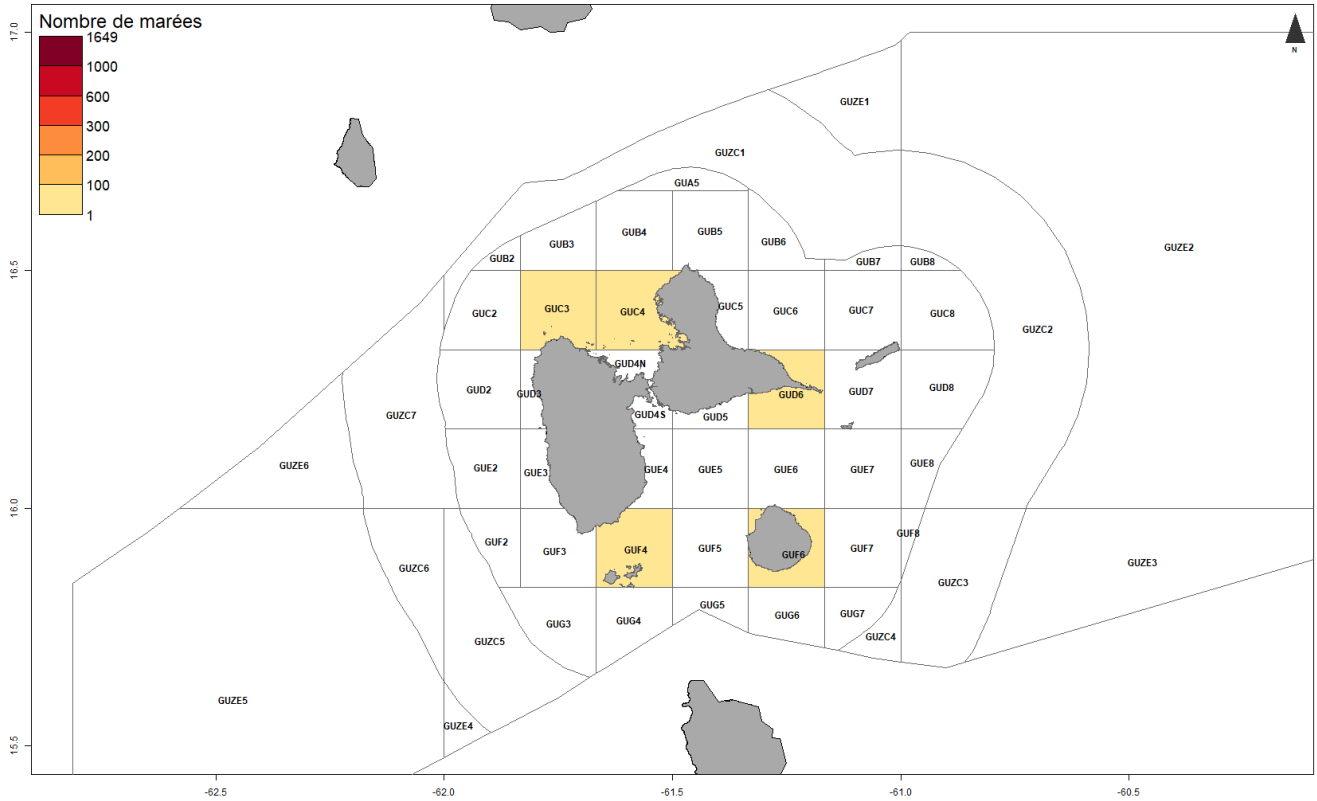 Nombre de marées
1649
1000
600
300
200
100
1
N
17.0
16.5
16.0
15.5
GUZE1
GUZC1
GUA5
GUB4
GUB5
GUB3
GUB6
GUZE2
GUB2
GUB7
GUB8
GUC3
GUC4
GUC5
GUC6
GUC7
GUC2
GUC8
GUZC2
GUD4N
GUD2
GUD3
GUD6
GUD7
GUD8
GUZC7
GUD4S
GUD5
GUZE6
GUE2
GUE3
GUE4
GUE5
GUE6
GUE7
GUE8
GUF8
GUF2
GUF3
GUF4
GUF5
GUF6
GUF7
GUZC6
GUZE3
GUZC3
GUG5
GUG3
GUG4
GUG6
GUG7
GUZC5
GUZC4
GUZE5
GUZE4
-62.5
-62.0
-61.5
-61.0
-60.5